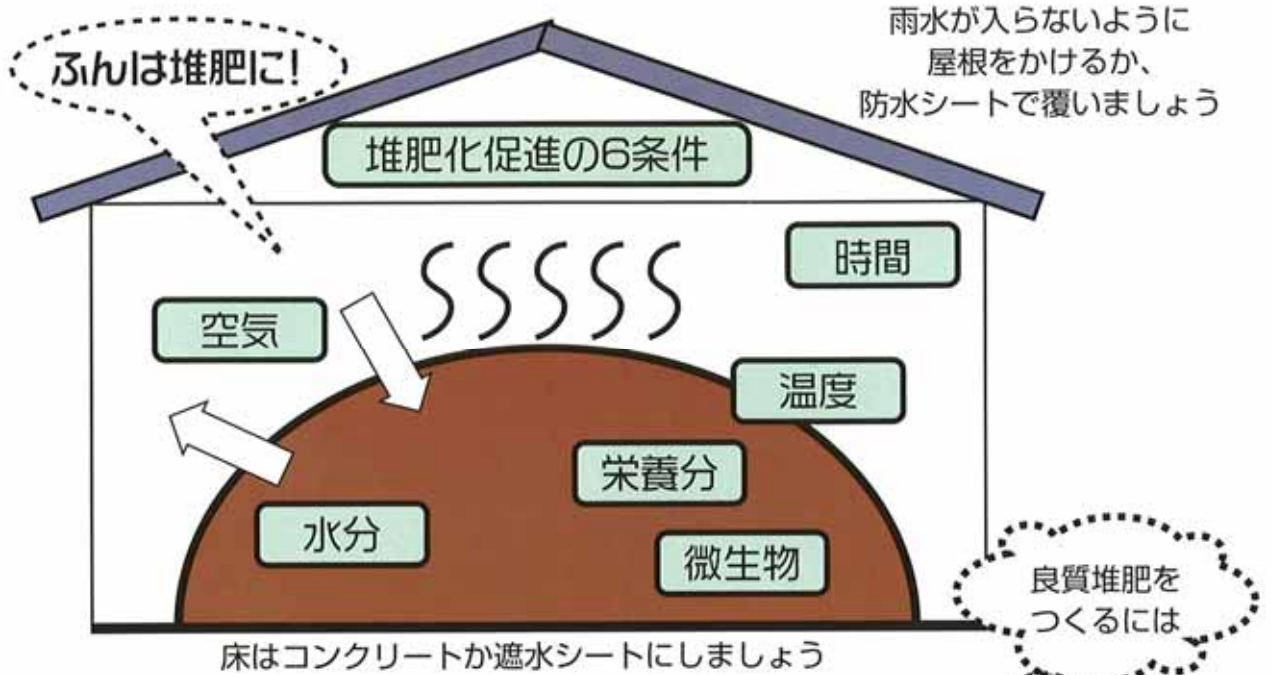 雨水が入らないように
屋根をかけるか、
防水シートで覆いましょう
ふんは堆肥に!
堆肥化促進の6条件
時間
空気
温度
栄養分
水分
微生物
良質堆肥を
つくるには
床はコンクリートか遮水シートにしましょう